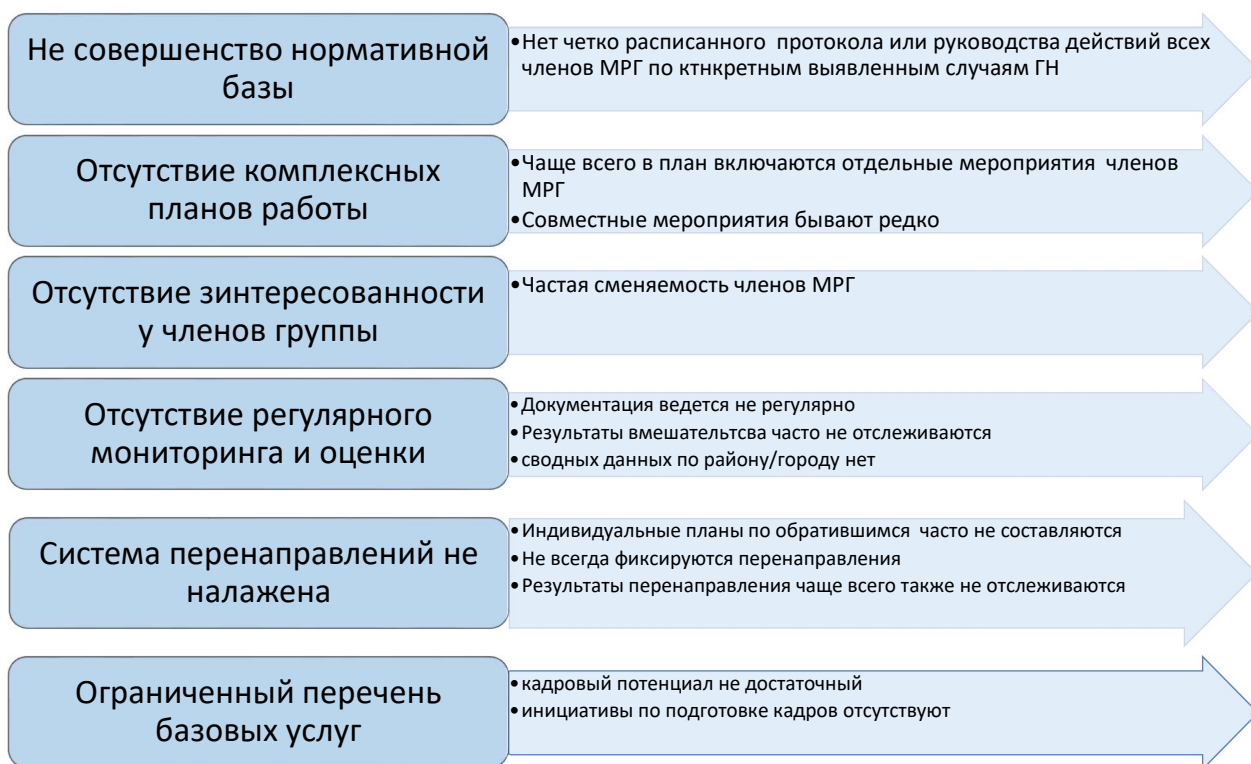 Не совершенство нормативной
базы
•Нет четко расписанного протокола или руководства действий всех
членов МРГ по ктнкретным выявленным случаям ГН
Отсутствие комплексных
планов работы
•Чаще всего в план включаются отдельные мероприятия членов
МРГ
•Совместные мероприятия бывают редко
Отсутствие зинтересованности
у членов группы
•Частая сменяемость членов МРГ
Отсутствие регулярного
мониторинга и оценки
•Документация ведется не регулярно
•Результаты вмешательтсва часто не отслеживаются
•сводных данных по району/городу нет
Система перенаправлений не
налажена
•Индивидуальные планы по обратившимся часто не составляются
•Не всегда фиксируются перенаправления
•Результаты перенаправления чаще всего также не отслеживаются
Ограниченный перечень
базовых услуг
•кадровый потенциал не достаточный
•инициативы по подготовке кадров отсутствуют